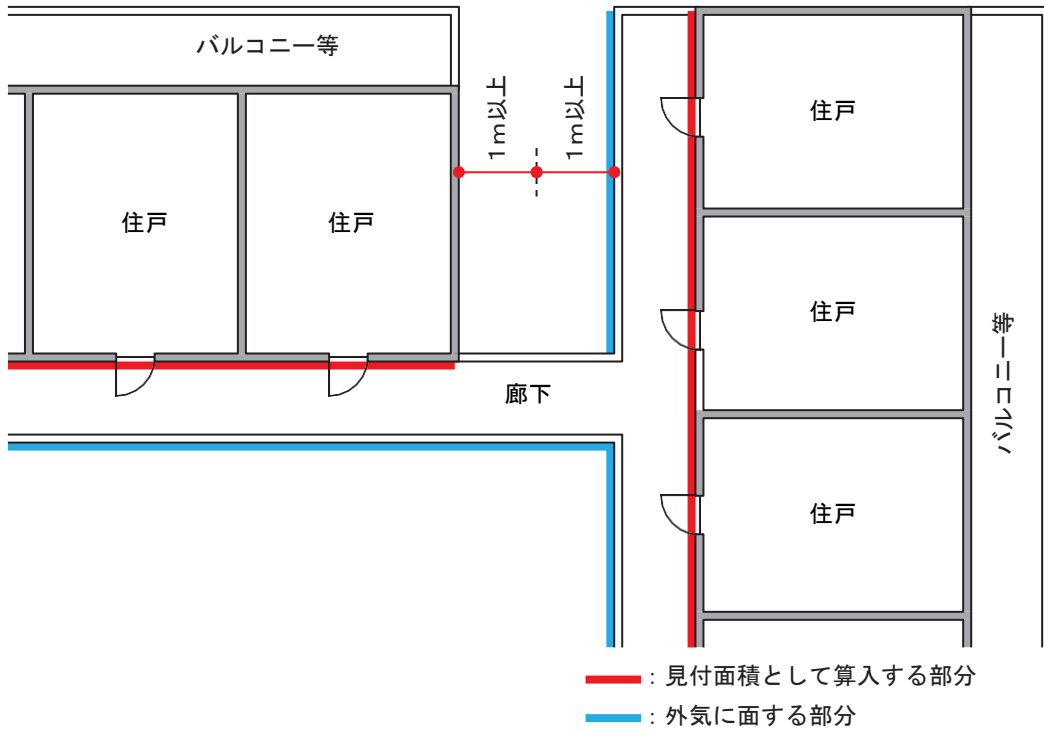 バルコニー等
1m以上
1m以上
住戸
住戸
住戸
住戸
バルコニー等
廊下
住戸
：見付面積として算入する部分
：外気に面する部分